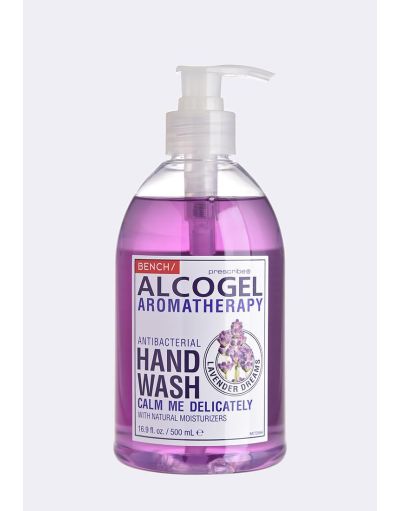 BENCH/
prescribe®
ALCOGEL
AROMATHERAPY
ANTIBACTERIAL
HAND
WASH
LAVENDER DREAMS
CALM ME DELICATELY
WITH NATURAL MOISTURIZERS
16.9 fl. oz. / 500 mL ℮